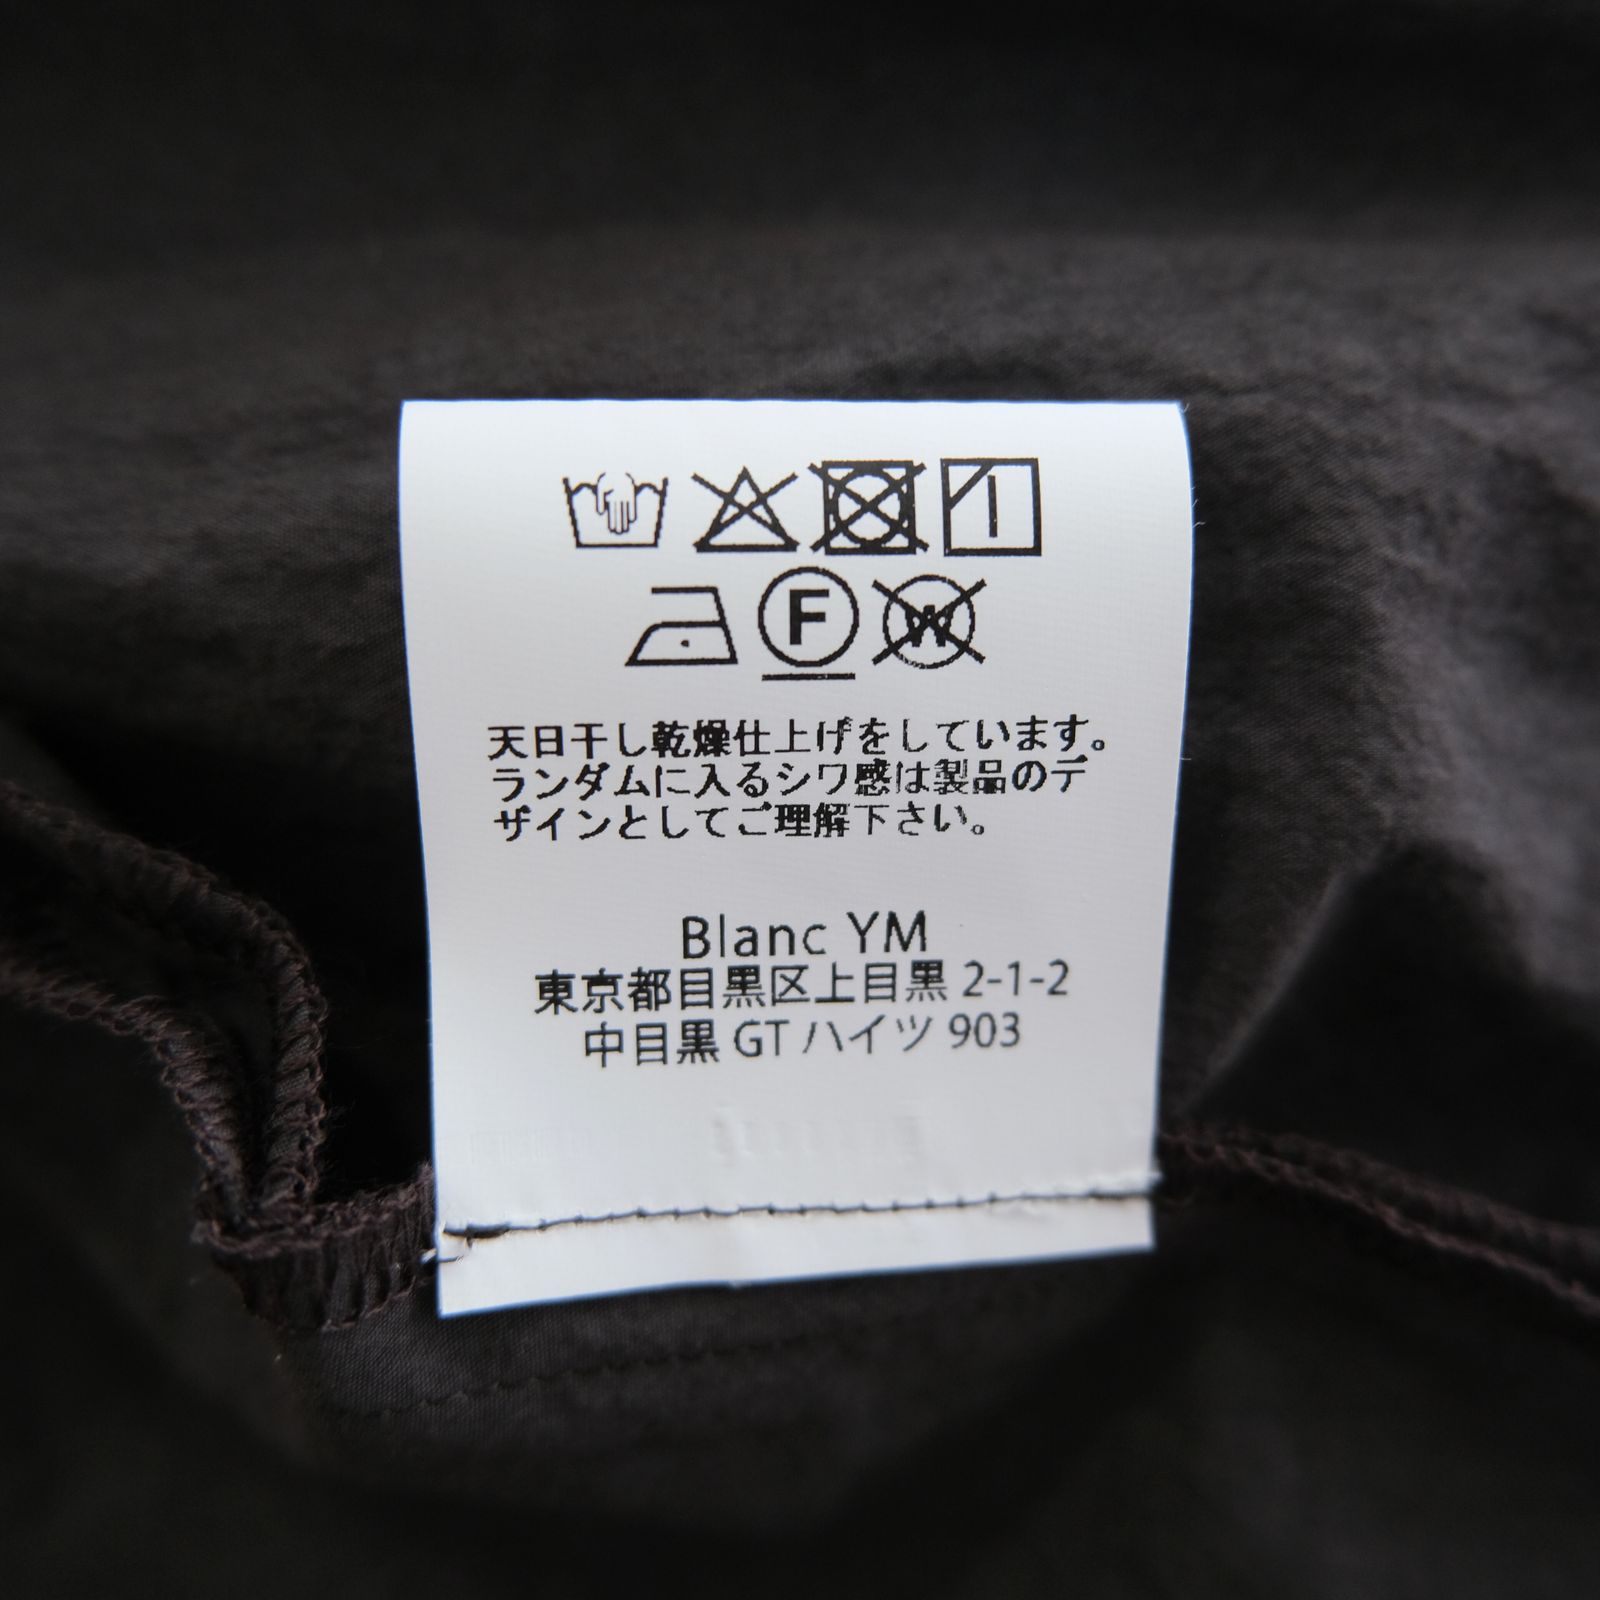 F
W
天日干し乾燥仕上げをしています。
ランダムに入るシワ感は製品のデ
ザインとしてご理解下さい。
Blanc YM
東京都目黒区上目黒 2-1-2
中目黒 GT ハイツ 903